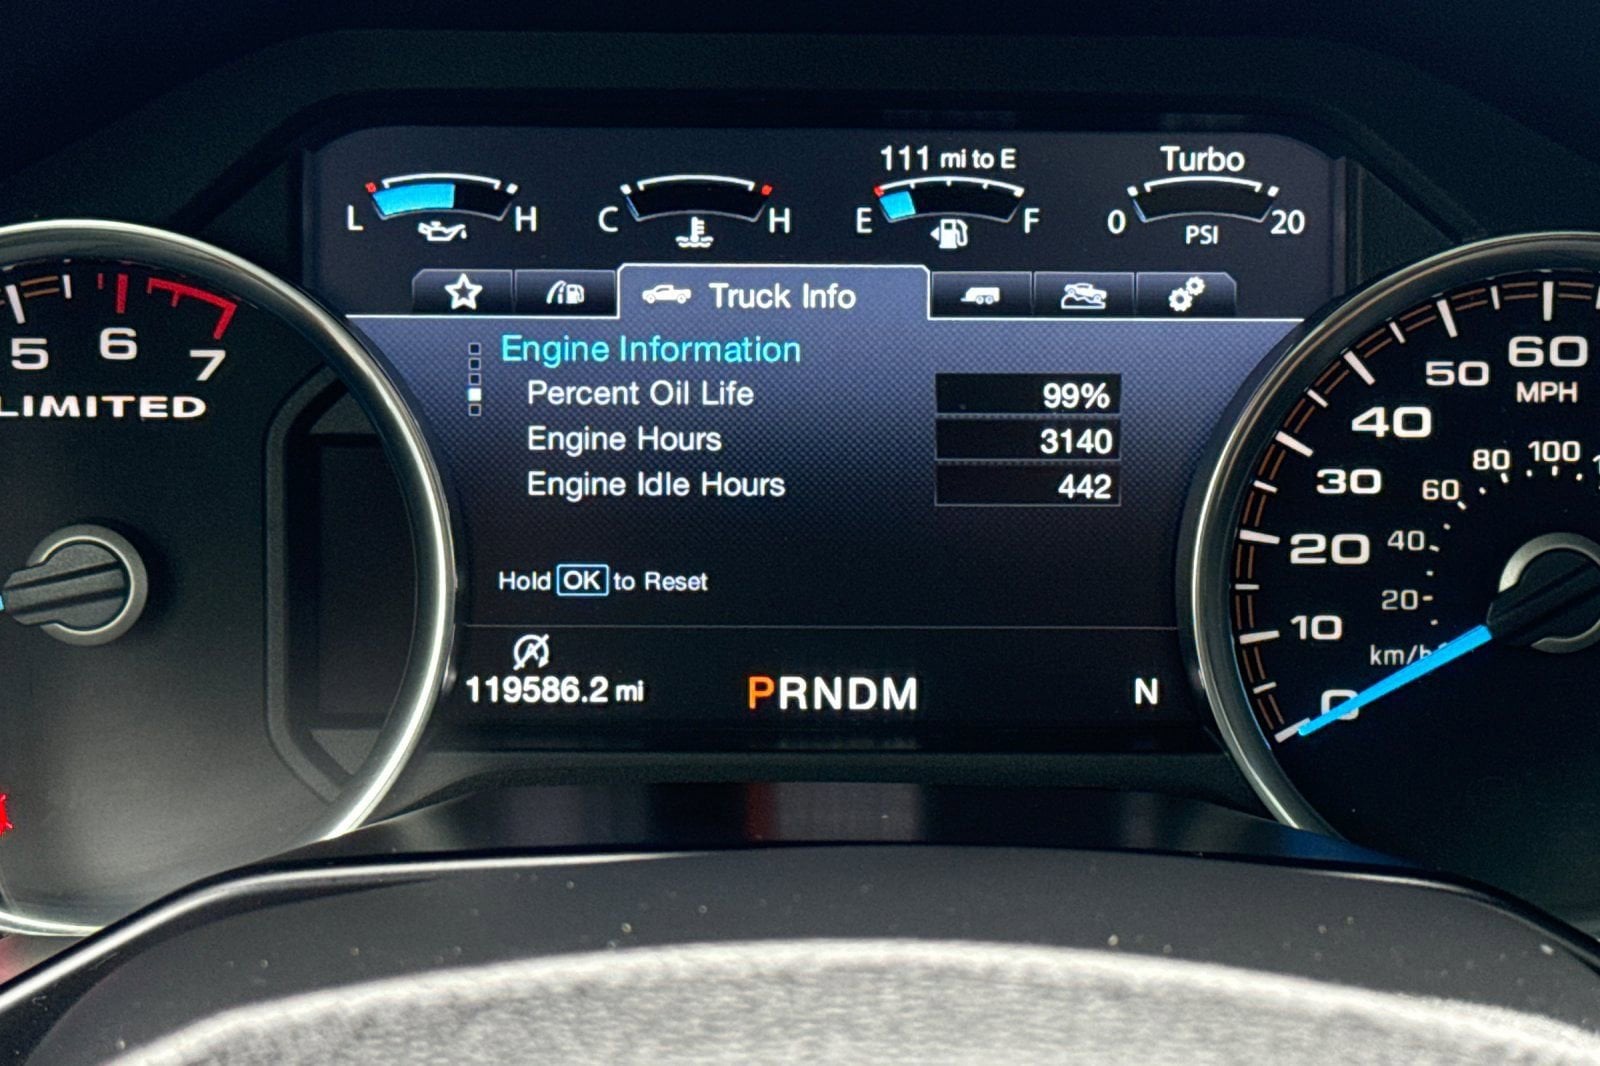 111 mi to E
Turbo
L H
C H
E F
0 20
PSI
Truck Info
Engine Information
Percent Oil Life 99%
Engine Hours 3140
Engine Idle Hours 442
Hold OK to Reset
119586.2 mi
PRNDM
N
5 6 7
LIMITED
0 10 20 30 40 50 60
MPH
20 40 60 80 100
km/h